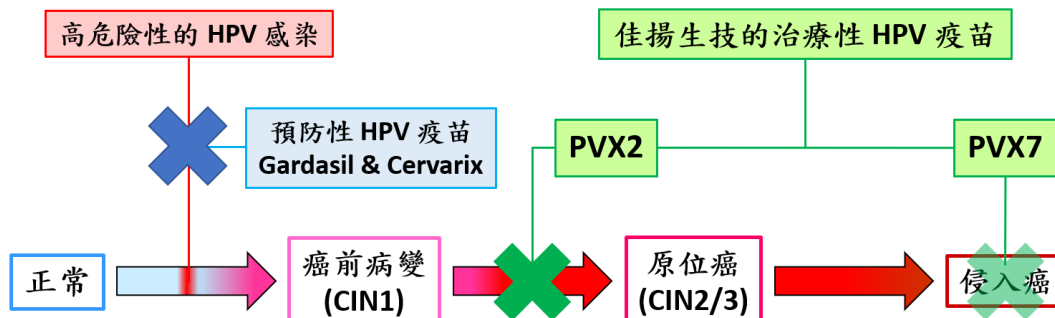 高危險性的 HPV 感染
佳揚生技的治療性 HPV 疫苗
預防性 HPV 疫苗
Gardasil & Cervarix
PVX2
PVX7
正常
癌前病變
(CIN1)
原位癌
(CIN2/3)
侵入癌